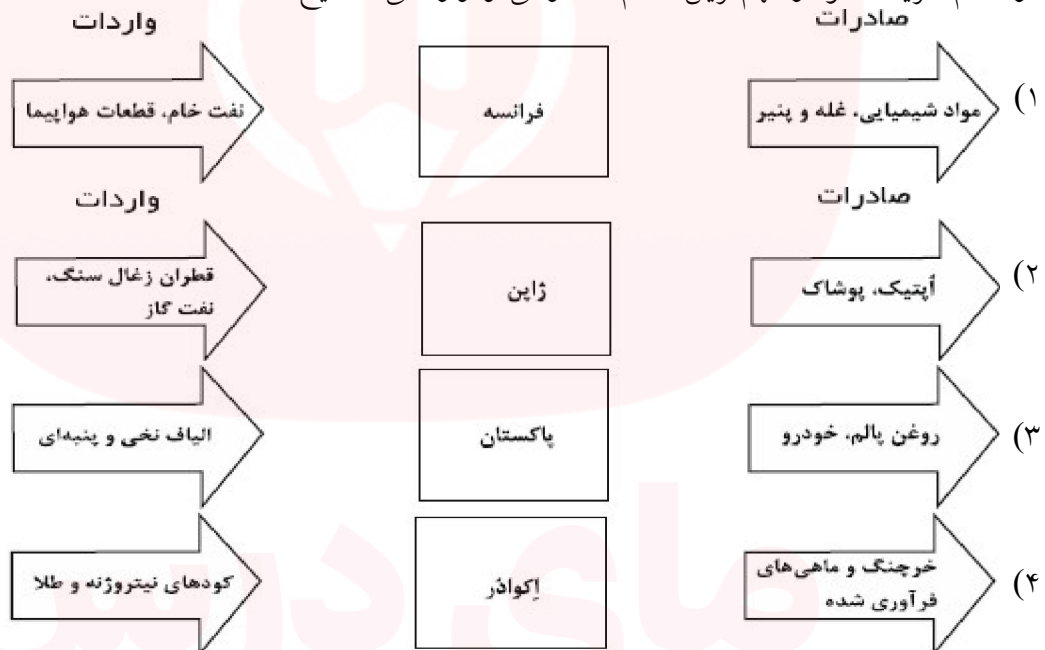 صادرات
واردات
۱)
مواد شیمیایی، غله و پنیر
فرانسه
نفت خام، قطعات هواپیما
صادرات
واردات
۲)
اُپتیک، پوشاک
ژاپن
قطران زغال سنگ،
نفت گاز
۳)
روغن پالم، خودرو
پاکستان
الیاف نخی و پنبه‌ای
۴)
خرچنگ و ماهی‌های
فرآوری شده
اِکوادُر
کودهای نیتروژنه و طلا
مای درس